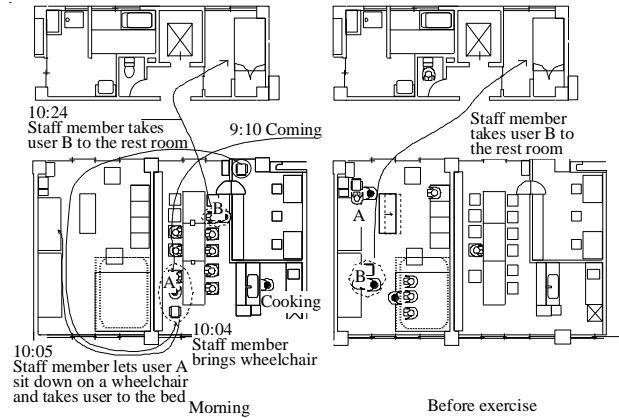 10:24
Staff member takes
user B to the rest room
9:10 Coming
B
A
Cooking
10:04
Staff member
brings wheelchair
10:05
Staff member lets user A
sit down on a wheelchair
and takes user to the bed
Morning
Staff member
takes user B to
the rest room
A
B
Before exercise